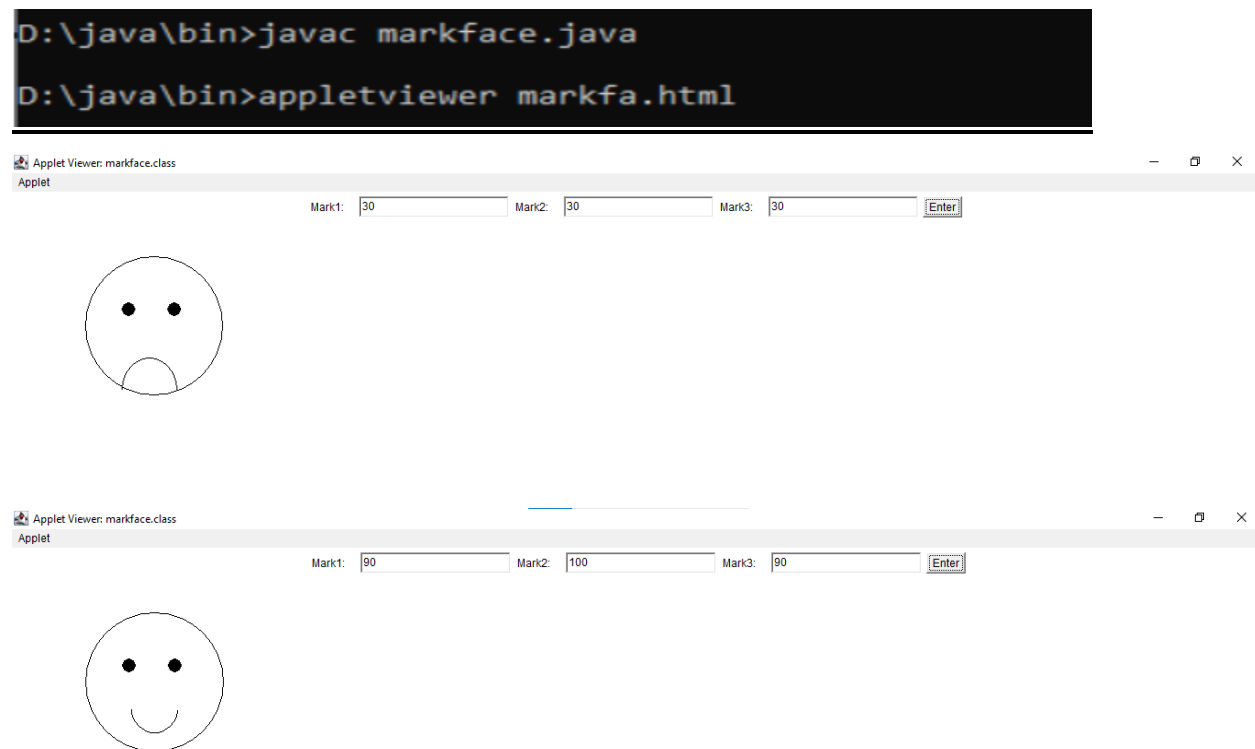 D:\java\bin>javac markface.java
D:\java\bin>appletviewer markfa.html
Applet Viewer: markface.class
Applet
Mark1: 30 Mark2: 30 Mark3: 30 Enter
Applet Viewer: markface.class
Applet
Mark1: 90 Mark2: 100 Mark3: 90 Enter